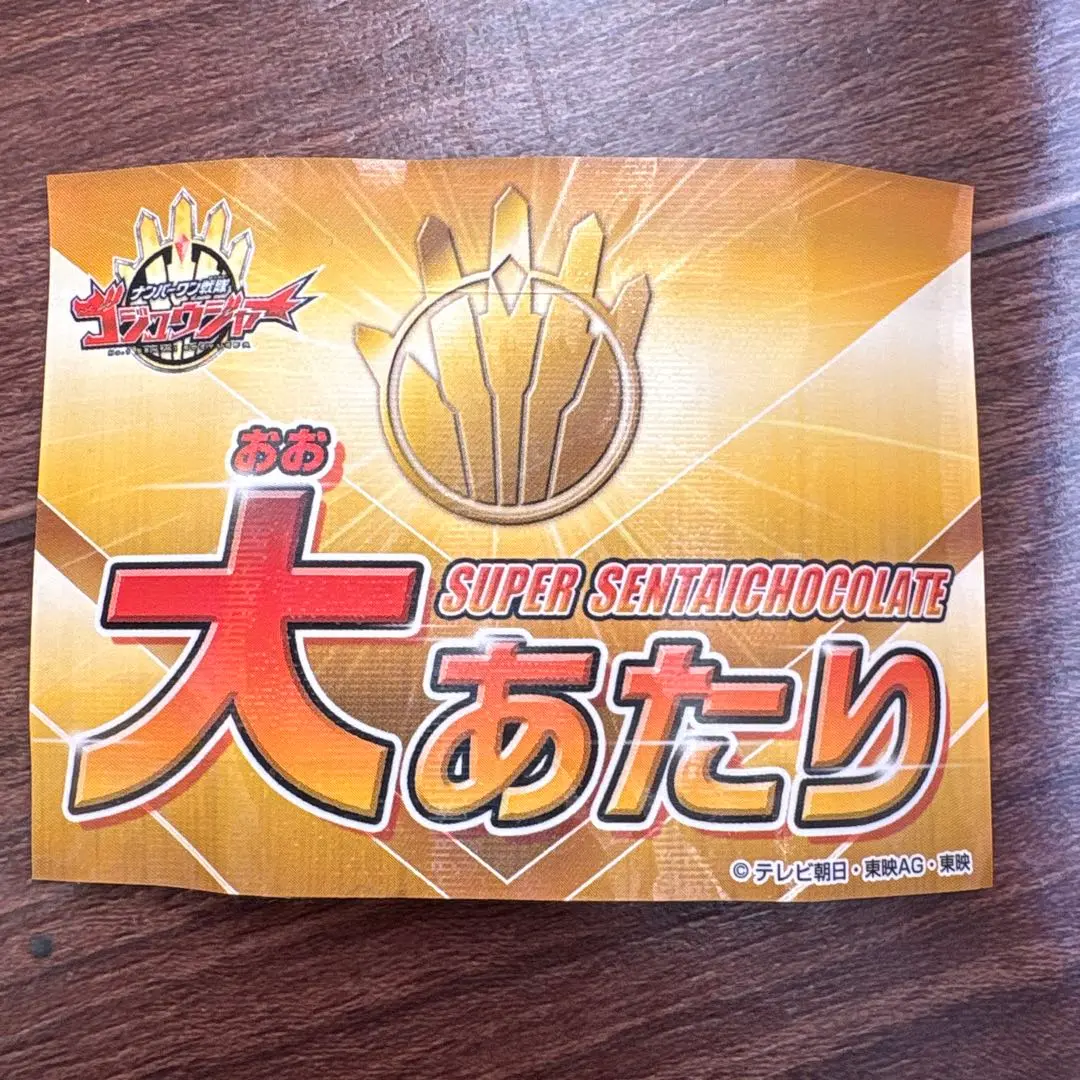 ナンバーワン戦隊
ゴジュウジャー
おお
大あたり
SUPER SENTAICHOCOLATE
©テレビ朝日・東映AG・東映